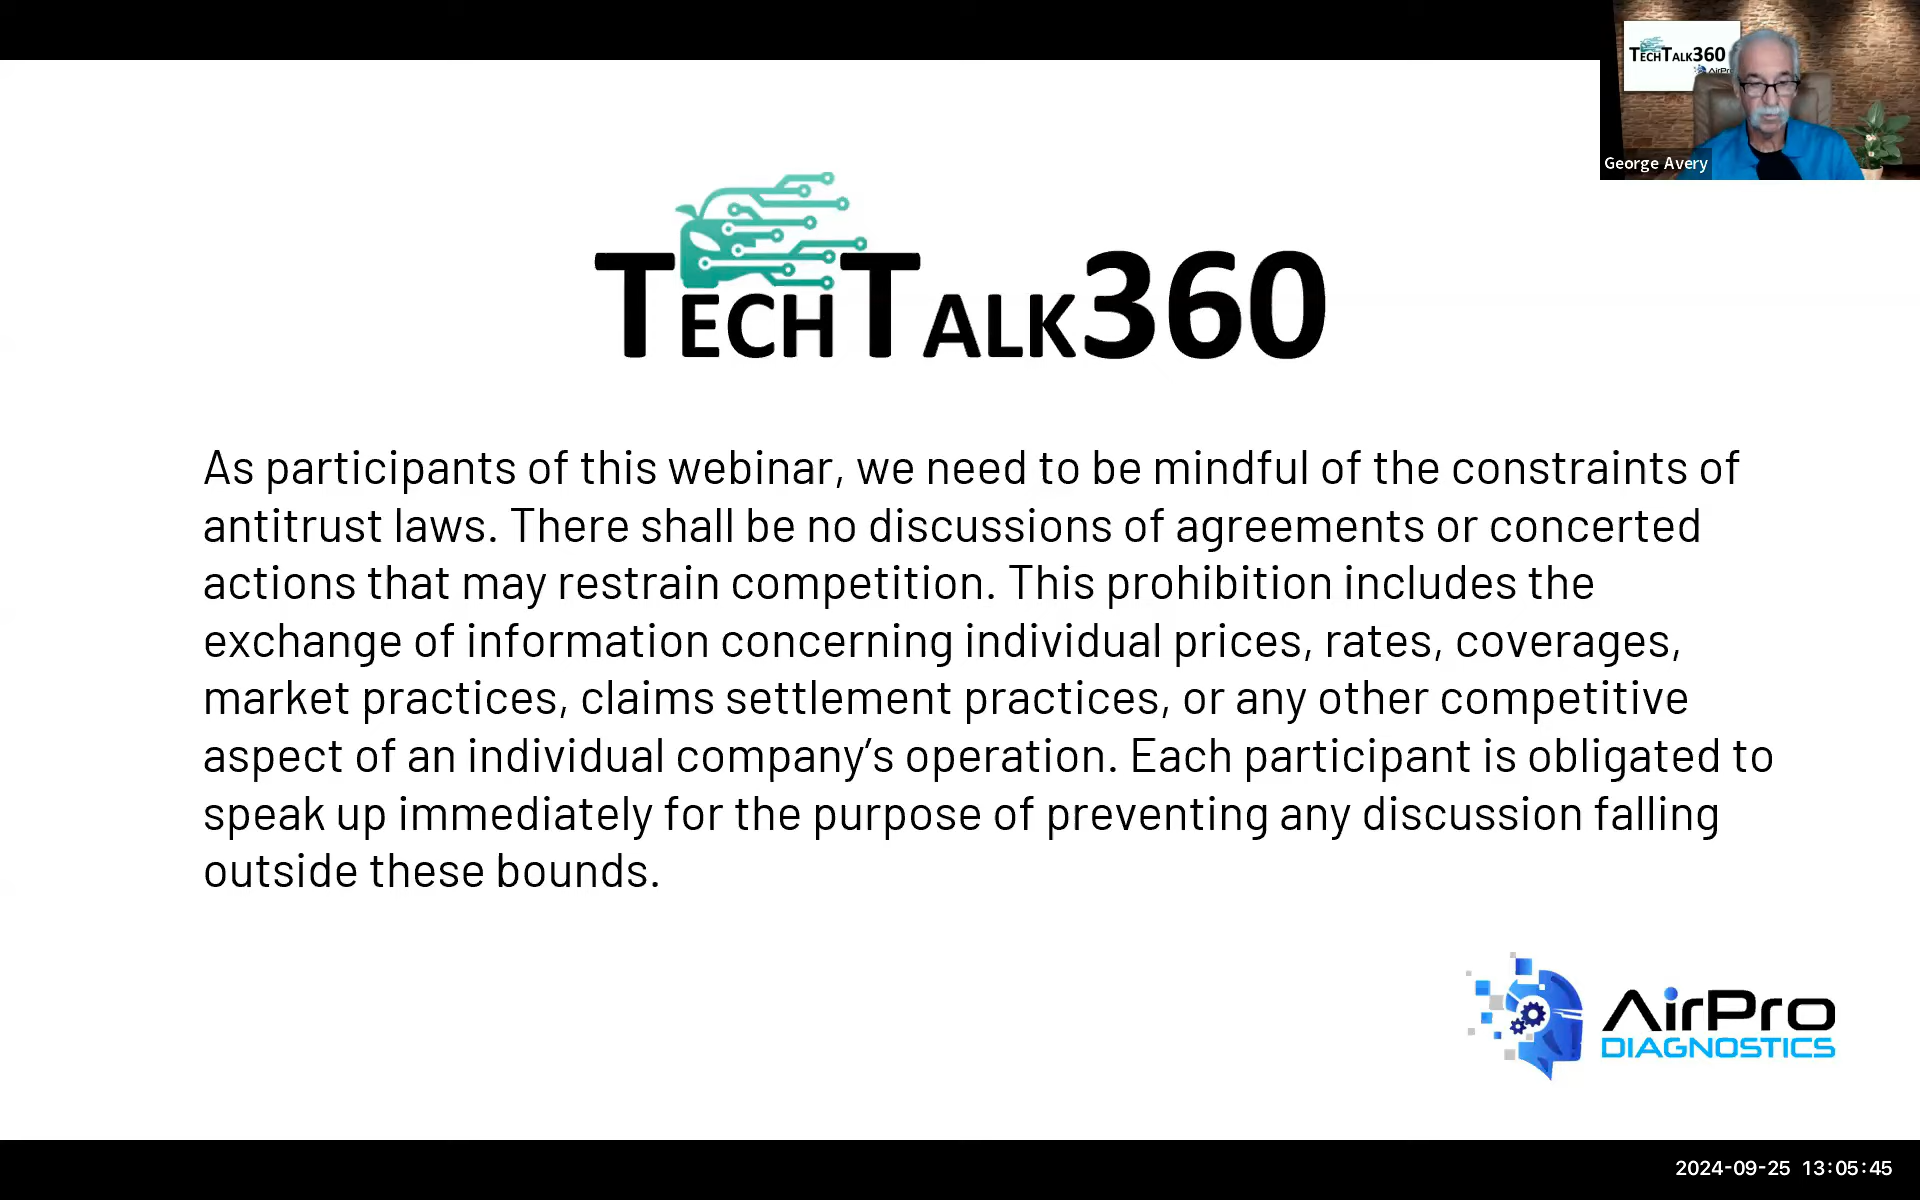 TECHTALK360
AirPro
George Avery
TECHTALK360
As participants of this webinar, we need to be mindful of the constraints of
antitrust laws. There shall be no discussions of agreements or concerted
actions that may restrain competition. This prohibition includes the
exchange of information concerning individual prices, rates, coverages,
market practices, claims settlement practices, or any other competitive
aspect of an individual company’s operation. Each participant is obligated to
speak up immediately for the purpose of preventing any discussion falling
outside these bounds.
AirPro
DIAGNOSTICS
2024-09-25 13:05:45